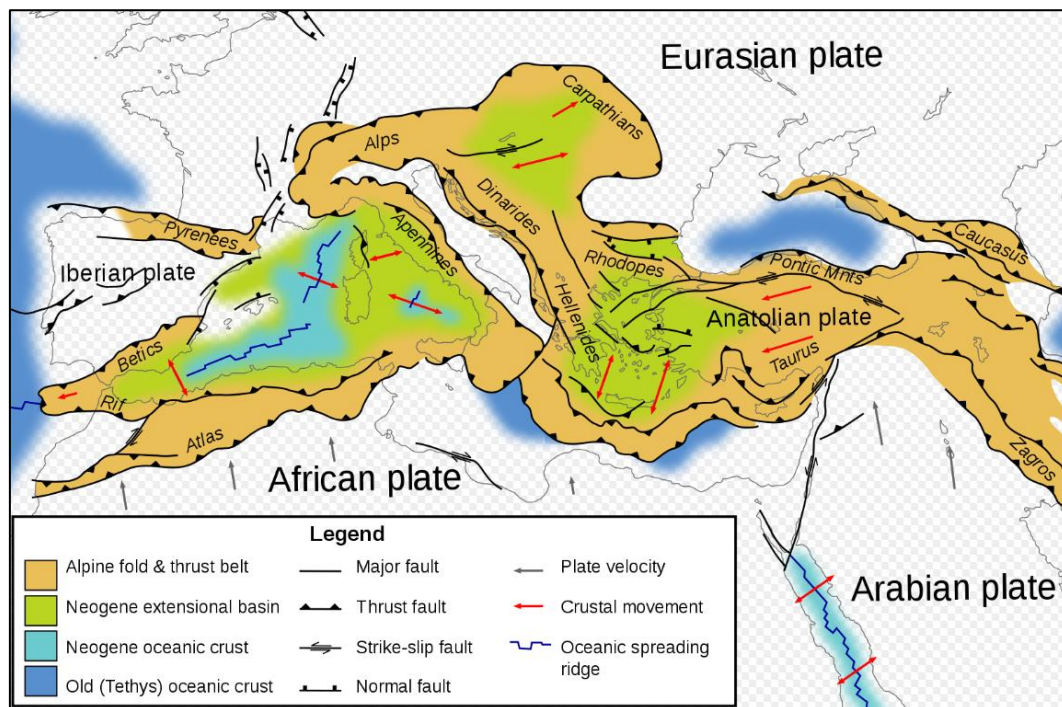 Eurasian plate
Carpathians
Alps
Dinarides
Pyrenees
Apennines
Caucasus
Iberian plate
Rhodopes
Pontic Mnts
Hellenides
Anatolian plate
Betics
Taurus
Rif
Atlas
Zagros
African plate
Arabian plate
Legend
Alpine fold & thrust belt
Major fault
Plate velocity
Neogene extensional basin
Thrust fault
Crustal movement
Neogene oceanic crust
Strike-slip fault
Oceanic spreading
ridge
Old (Tethys) oceanic crust
Normal fault